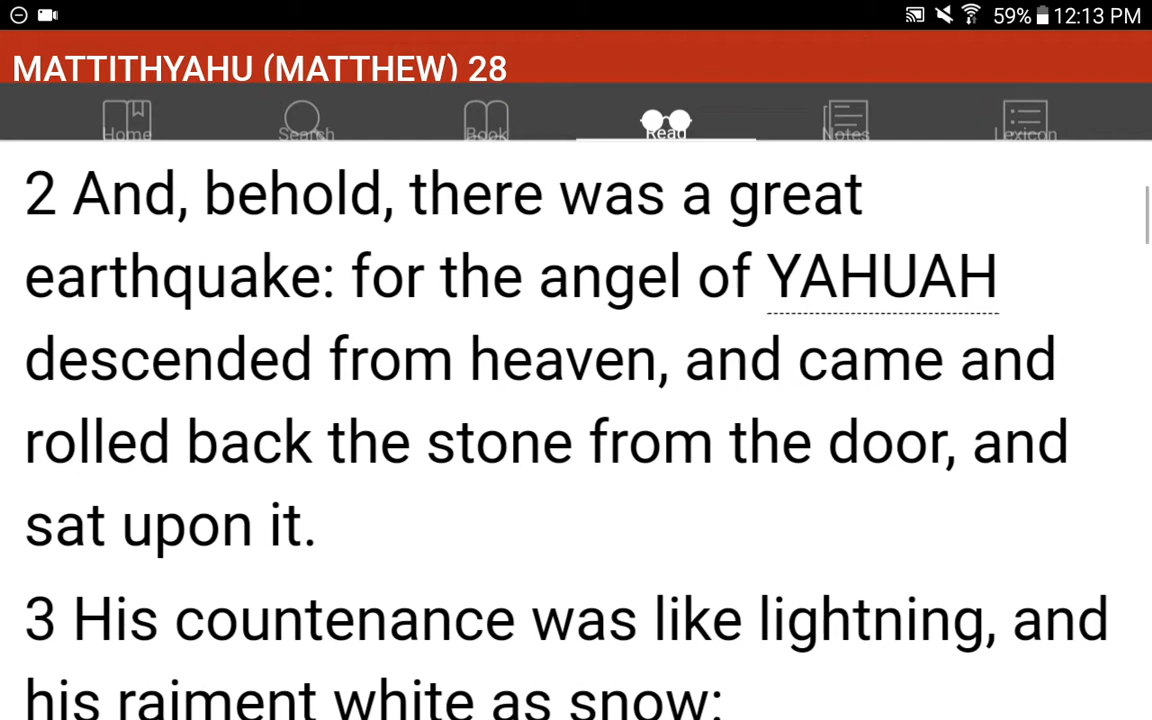 59% 12:13 PM
MATTITHYAHU (MATTHEW) 28
Home Search Book Read Notes Lexicon
2 And, behold, there was a great
earthquake: for the angel of YAHUAH
descended from heaven, and came and
rolled back the stone from the door, and
sat upon it.
3 His countenance was like lightning, and
his raiment white as snow: